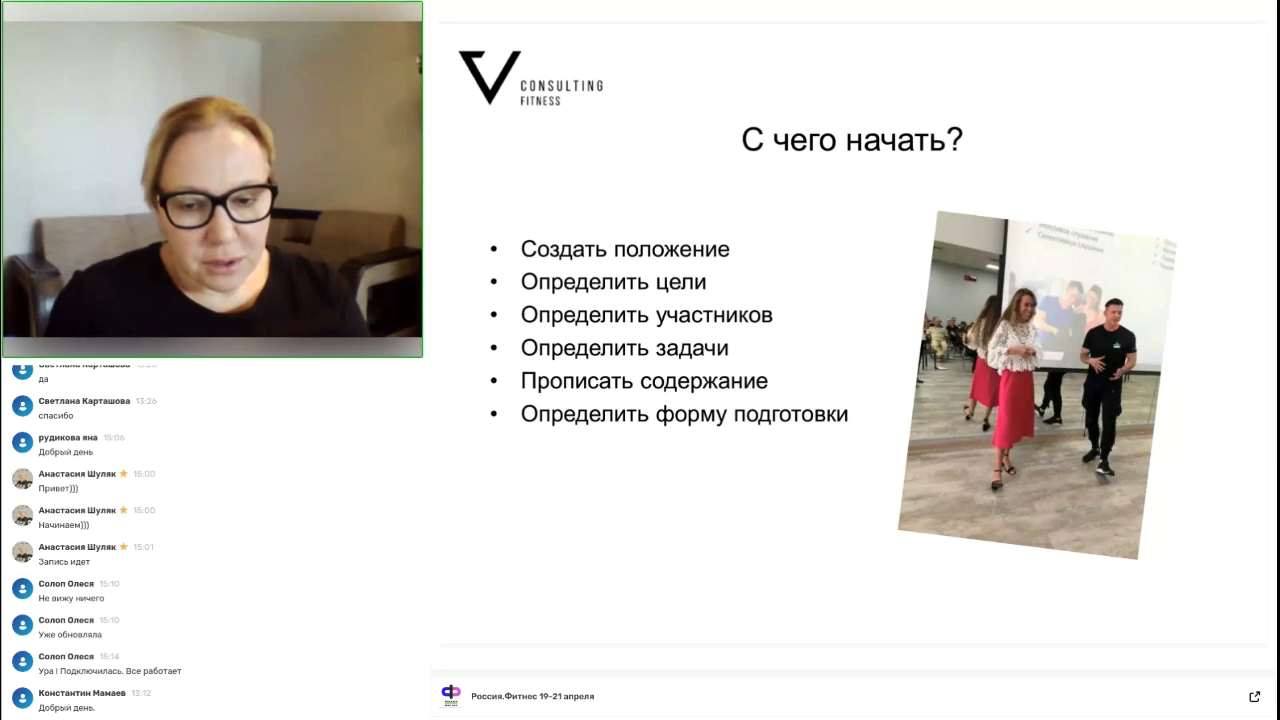 CONSULTING
FITNESS
С чего начать?
• Создать положение
• Определить цели
• Определить участников
• Определить задачи
• Прописать содержание
• Определить форму подготовки
Светлана Карташова 13:26
да
Светлана Карташова 13:26
спасибо
рудикова яна 15:06
Добрый день
Анастасия Шуляк 15:00
Привет)))
Анастасия Шуляк 15:00
Начинаем)))
Анастасия Шуляк 15:01
Запись идет
Солоп Олеся 15:10
Не вижу ничего
Солоп Олеся 15:10
Уже обновляла
Солоп Олеся 15:14
Ура ! Подключилась. Все работает
Константин Мамаев 13:12
Добрый день.
Россия.Фитнес 19-21 апреля